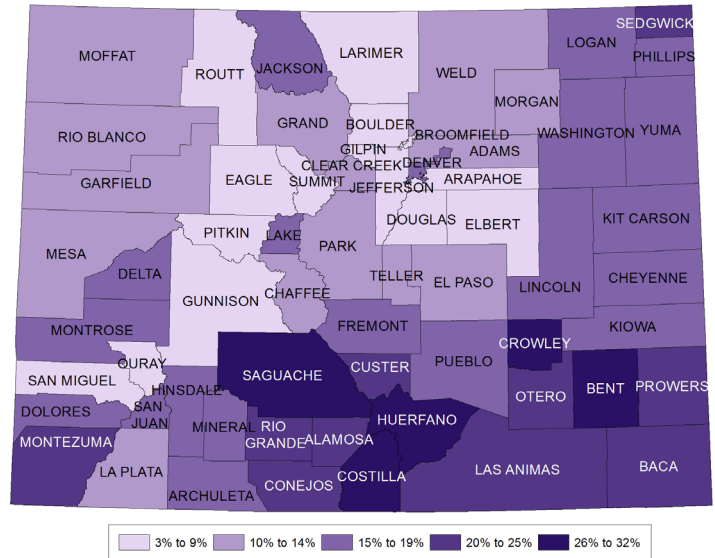 SEDGWICK
LOGAN
PHILLIPS
MOFFAT
ROUTT
JACKSON
LARIMER
WELD
MORGAN
GRAND
BOULDER
BROOMFIELD
WASHINGTON
YUMA
RIO BLANCO
GILPIN
ADAMS
CLEAR CREEK
DENVER
GARFIELD
EAGLE
SUMMIT
JEFFERSON
ARAPAHOE
DOUGLAS
ELBERT
KIT CARSON
PITKIN
LAKE
PARK
MESA
DELTA
TELLER
EL PASO
LINCOLN
CHEYENNE
CHAFFEE
GUNNISON
FREMONT
KIOWA
MONTROSE
CROWLEY
OURAY
PUEBLO
SAGUACHE
CUSTER
SAN MIGUEL
HINSDALE
OTERO
BENT
PROWERS
DOLORES
SAN
JUAN
MINERAL
RIO
GRANDE
ALAMOSA
HUERFANO
MONTEZUMA
LA PLATA
ARCHULETA
CONEJOS
COSTILLA
LAS ANIMAS
BACA
3% to 9%
10% to 14%
15% to 19%
20% to 25%
26% to 32%